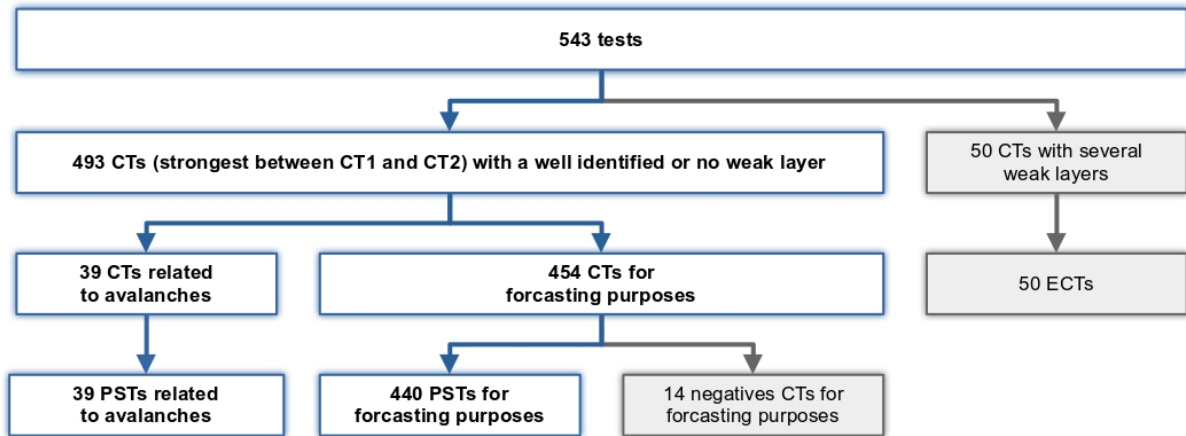 543 tests
493 CTs (strongest between CT1 and CT2) with a well identified or no weak layer
50 CTs with several
weak layers
39 CTs related
to avalanches
454 CTs for
forcasting purposes
50 ECTs
39 PSTs related
to avalanches
440 PSTs for
forcasting purposes
14 negatives CTs for
forcasting purposes